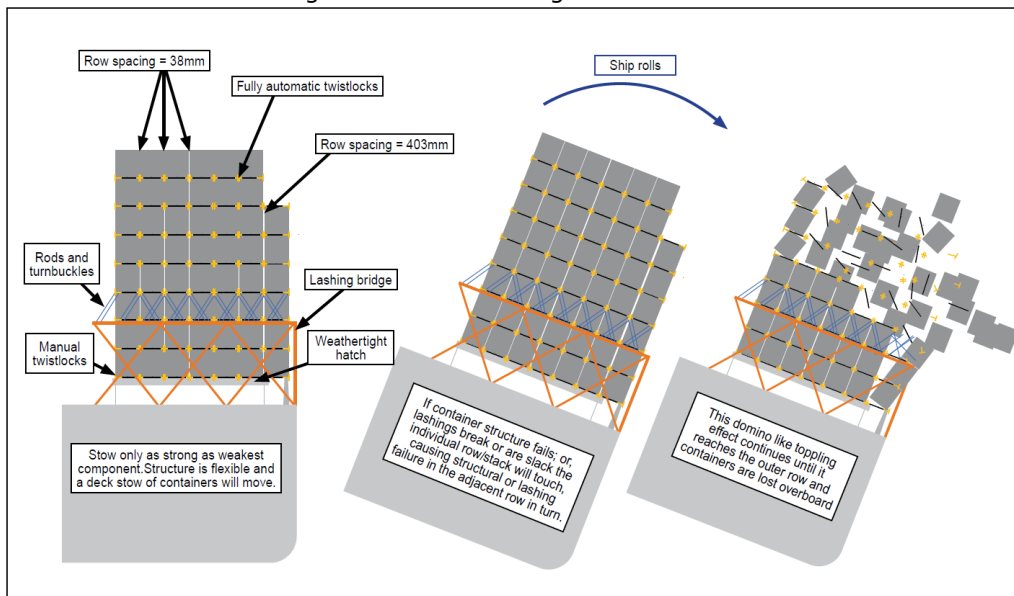 Row spacing = 38mm
Fully automatic twistlocks
Row spacing = 403mm
Rods and
turnbuckles
Lashing bridge
Manual
twistlocks
Weathertight
hatch
Stow only as strong as weakest
component.Structure is flexible and
a deck stow of containers will move.
Ship rolls
If container structure fails; or,
lashings break or are slack the
individual row/stack will touch,
causing structural or lashing
failure in the adjacent row in turn.
This domino like toppling
effect continues until it
reaches the outer row and
containers are lost overboard